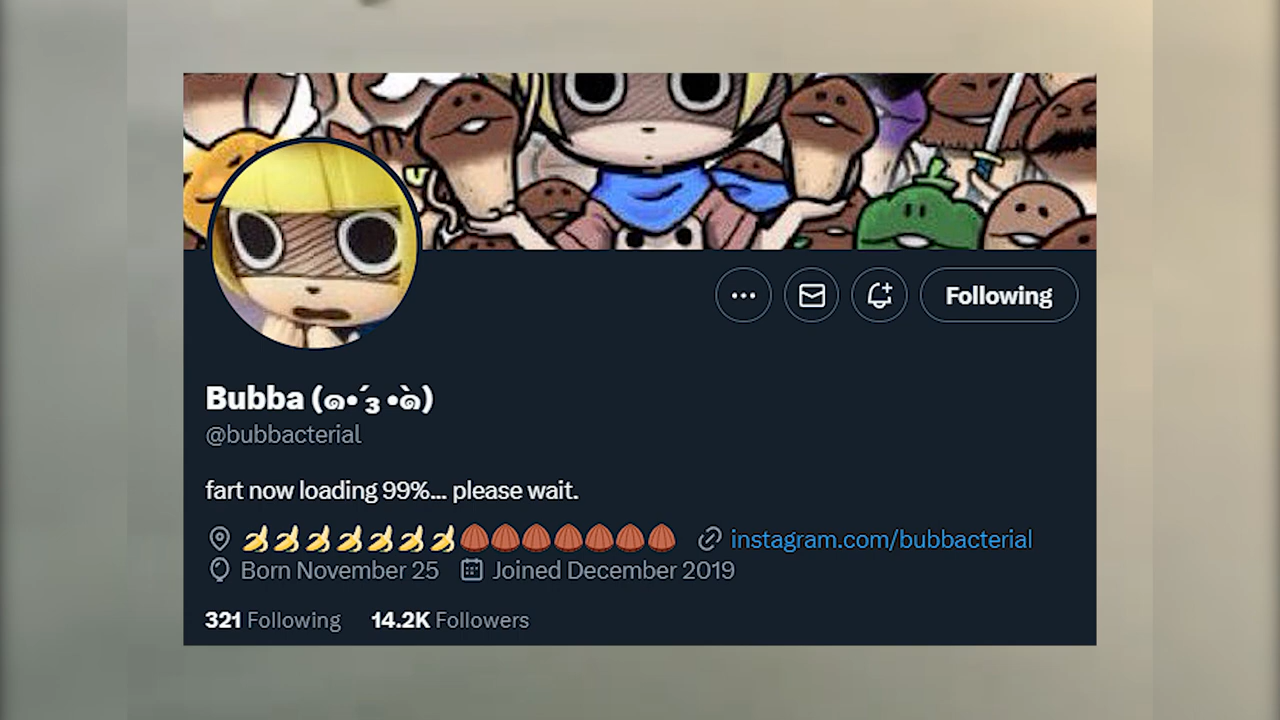 Following
Bubba (๑•́ ₃ •̀๑)
@bubbacterial
fart now loading 99%... please wait.
🍌🍌🍌🍌🍌🍌🍌🌰🌰🌰🌰🌰🌰🌰 instagram.com/bubbacterial
Born November 25 Joined December 2019
321 Following 14.2K Followers